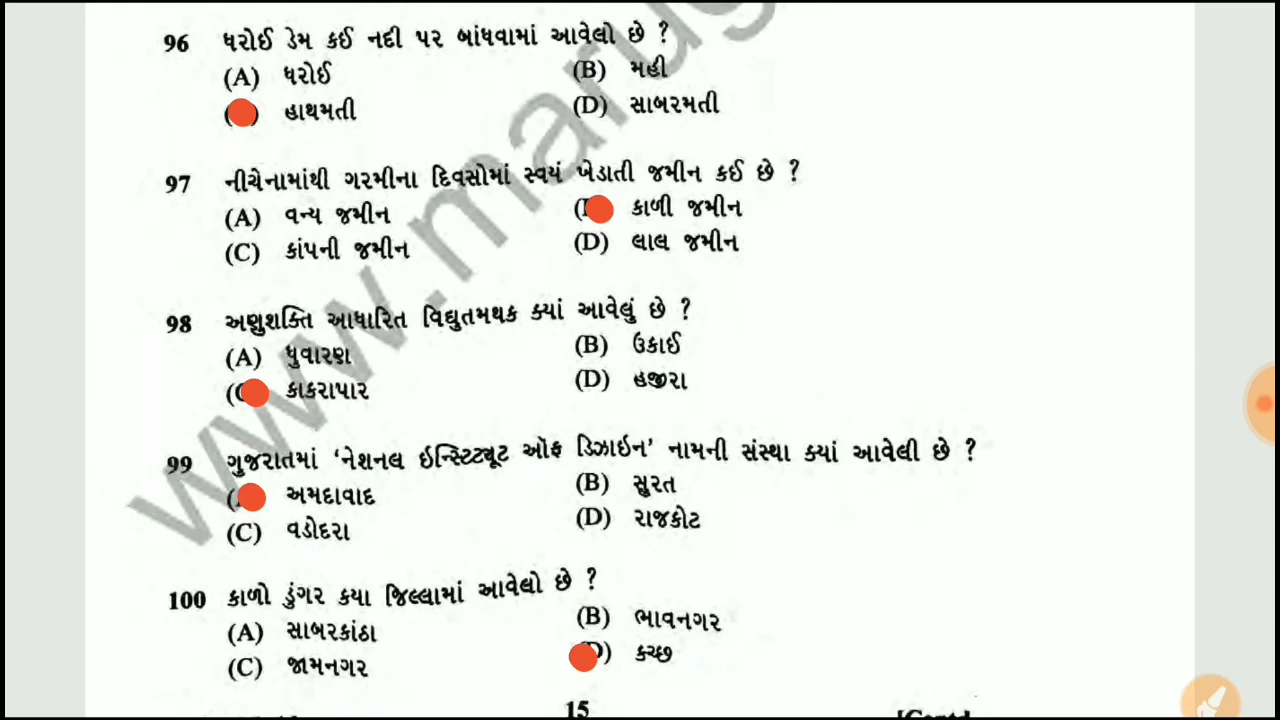 96 ધરોઈ ડેમ કઈ નદી પર બાંધવામાં આવેલો છે ?
(A) ધરોઈ (B) મહી
હાથમતી (D) સાબરમતી
97 નીચેનામાંથી ગરમીના દિવસોમાં સ્વયં ખેડાતી જમીન કઈ છે ?
(A) વન્ય જમીન કાળી જમીન
(C) કાંપની જમીન (D) લાલ જમીન
98 અણુશક્તિ આધારિત વિદ્યુતમથક ક્યાં આવેલું છે ?
(A) ધુવારણ (B) ઉકાઈ
કાકરાપાર (D) હજીરા
99 ગુજરાતમાં ‘નેશનલ ઈન્સ્ટિટ્યૂટ ઑફ ડિઝાઇન’ નામની સંસ્થા ક્યાં આવેલી છે ?
અમદાવાદ (B) સુરત
(C) વડોદરા (D) રાજકોટ
100 કાળો ડુંગર કયા જિલ્લામાં આવેલો છે ?
(A) સાબરકાંઠા (B) ભાવનગર
(C) જામનગર (D) કચ્છ
15
www.marug